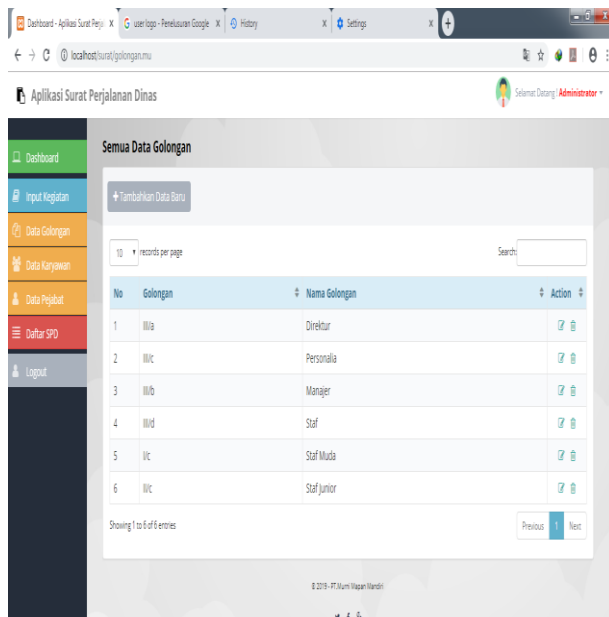 Dashboard - Aplikasi Surat Perja
user logo - Penelusuran Google
History
Settings
localhost/surat/golongan.mu
Aplikasi Surat Perjalanan Dinas
Selamat Datang ! Administrator
Dashboard
Input Kegiatan
Data Golongan
Data Karyawan
Data Pejabat
Daftar SPD
Logout
Semua Data Golongan
+Tambahkan Data Baru
10 records per page
Search:
No Golongan Nama Golongan Action
1 III/a Direktur
2 III/c Personalia
3 III/b Manajer
4 III/d Staf
5 I/c Staf Muda
6 II/c Staf Junior
Showing 1 to 6 of 6 entries
Previous 1 Next
© 2019 - PT.Murni Mapan Mandiri